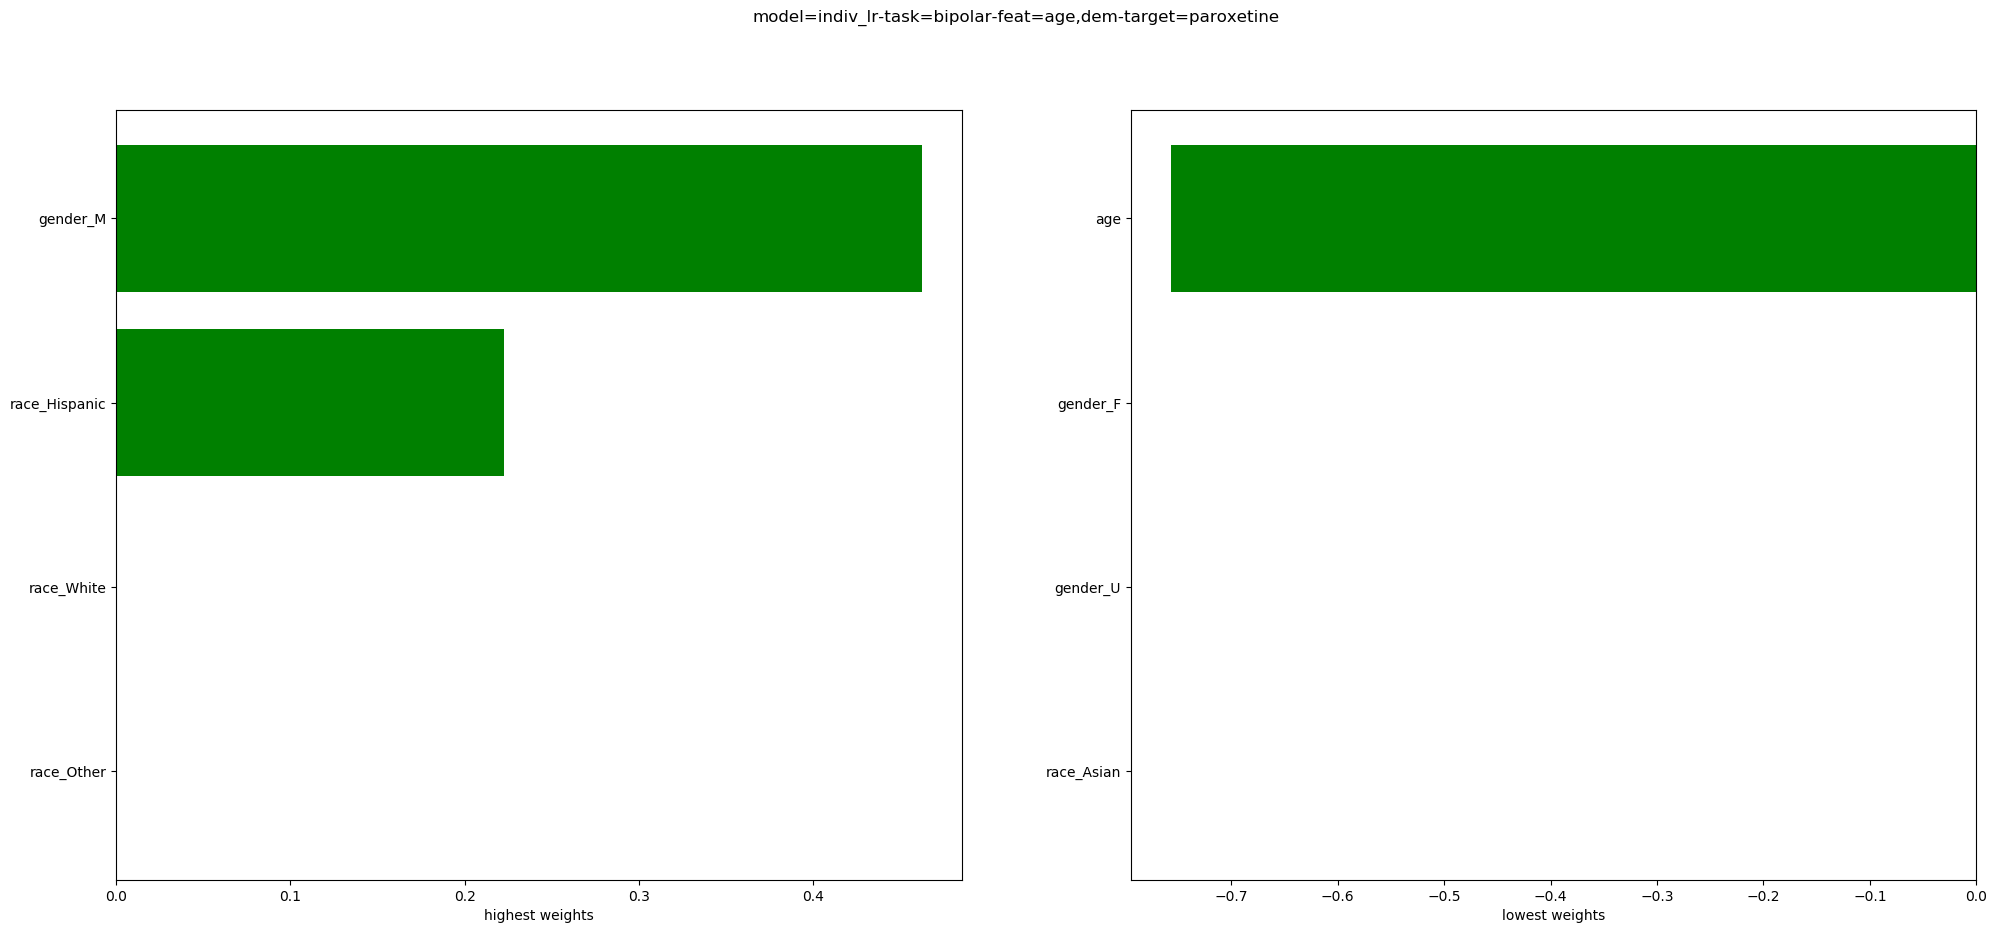 model=indiv_lr-task=bipolar-feat=age,dem-target=paroxetine
gender_M
race_Hispanic
race_White
race_Other
0.0 0.1 0.2 0.3 0.4
highest weights
age
gender_F
gender_U
race_Asian
−0.7 −0.6 −0.5 −0.4 −0.3 −0.2 −0.1 0.0
lowest weights